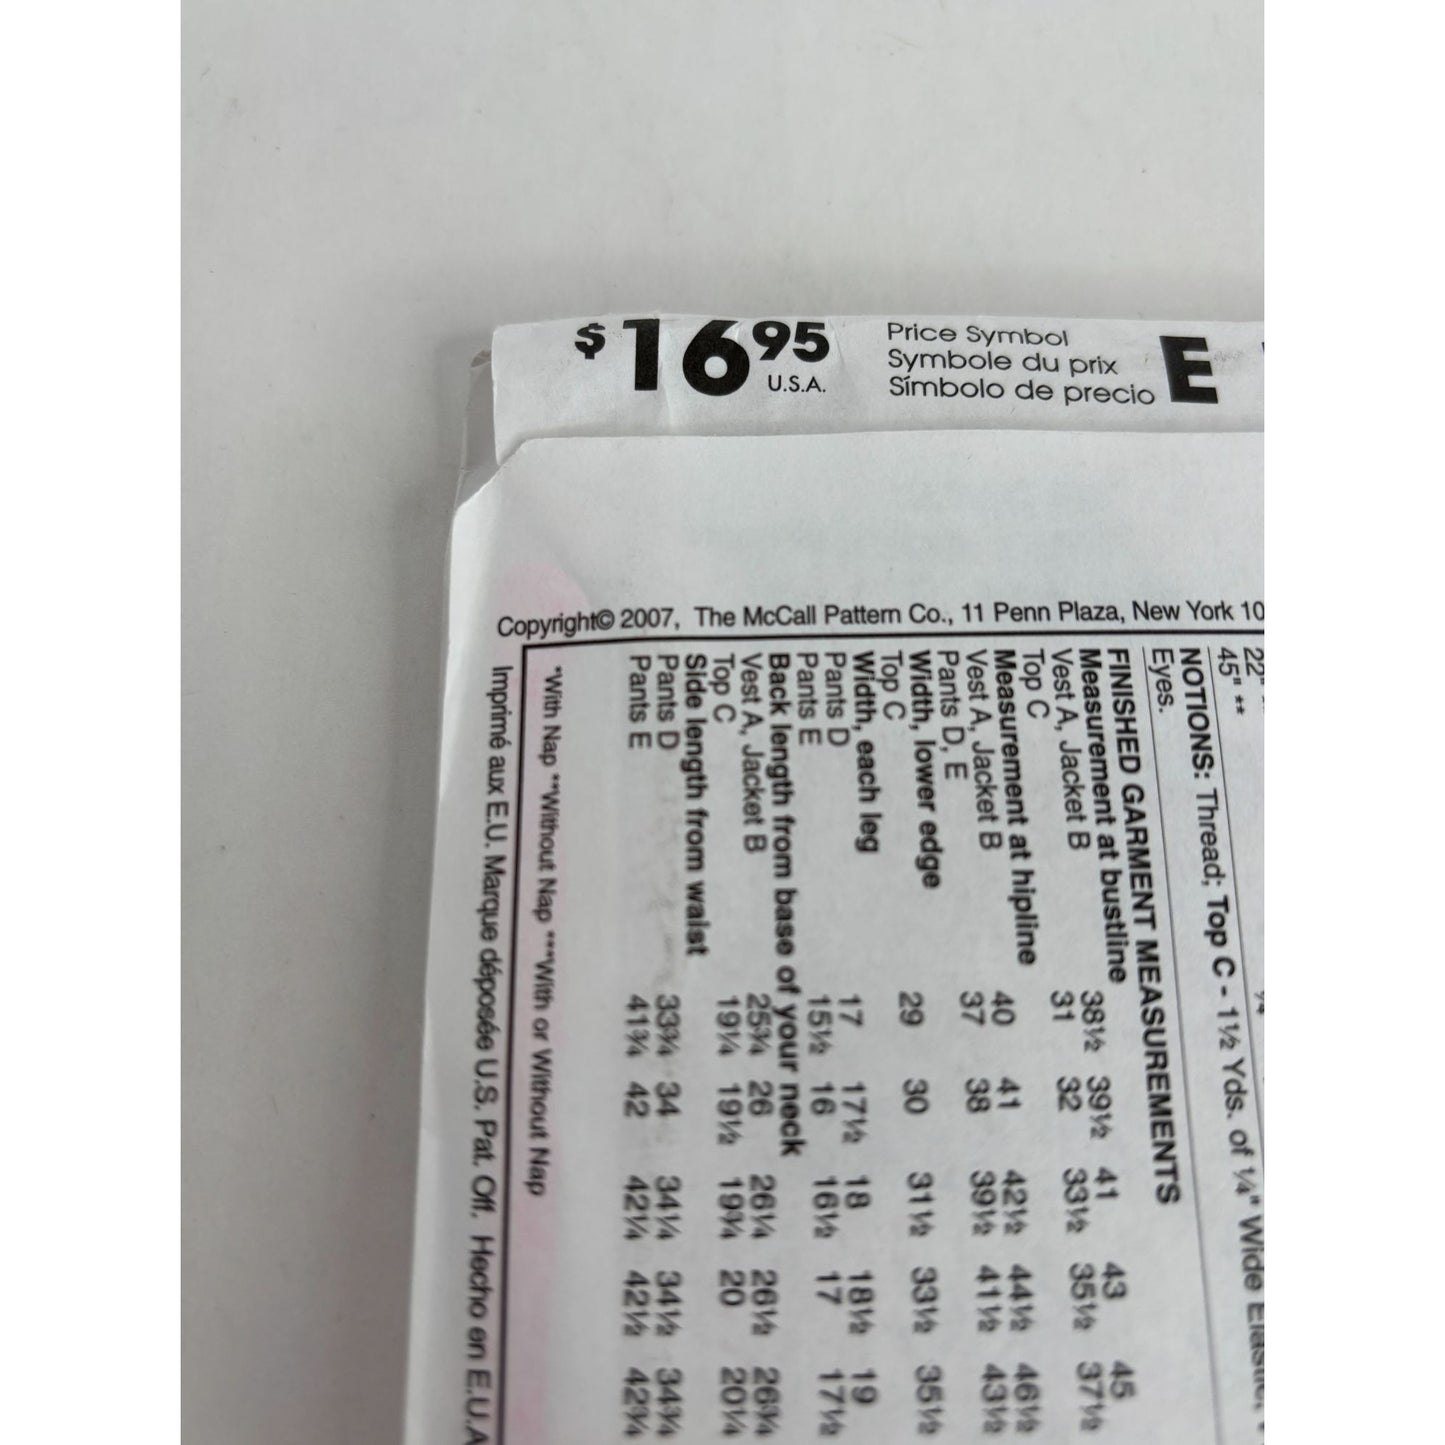 $16 95
U.S.A.
Price Symbol
Symbole du prix
Símbolo de precio
E
Copyright© 2007, The McCall Pattern Co., 11 Penn Plaza, New York 10
22"
45" **
NOTIONS: Thread; Top C - 1½ Yds. of ¼" Wide Elastic,
Eyes.
FINISHED GARMENT MEASUREMENTS
Measurement at bustline
Vest A, Jacket B 38½ 39½ 41 43 45
Top C 31 32 33½ 35½ 37½
Measurement at hipline
Vest A, Jacket B 40 41 42½ 44½ 46½
Pants D, E 37 38 39½ 41½ 43½
Width, lower edge
Top C 29 30 31½ 33½ 35½
Width, each leg
Pants D 17 17½ 18 18½ 19
Pants E 15½ 16 16½ 17 17½
Back length from base of your neck
Vest A, Jacket B 25¾ 26 26¼ 26½ 26¾
Top C 19¼ 19½ 19¾ 20 20¼
Side length from waist
Pants D 33¾ 34 34¼ 34½ 34¾
Pants E 41¾ 42 42¼ 42½ 42¾
*With Nap **Without Nap ***With or Without Nap
Imprimé aux E.U. Marque déposée U.S. Pat. Off. Hecho en E.U.A